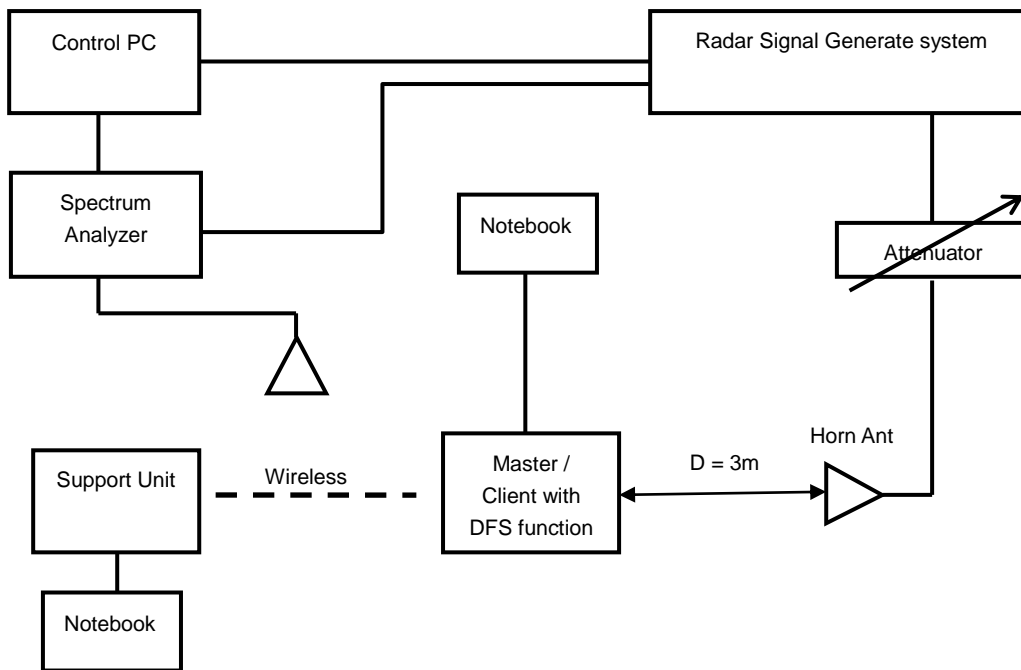 Control PC
Radar Signal Generate system
Spectrum
Analyzer
Notebook
Attenuator
Horn Ant
D = 3m
Master /
Client with
DFS function
Wireless
Support Unit
Notebook